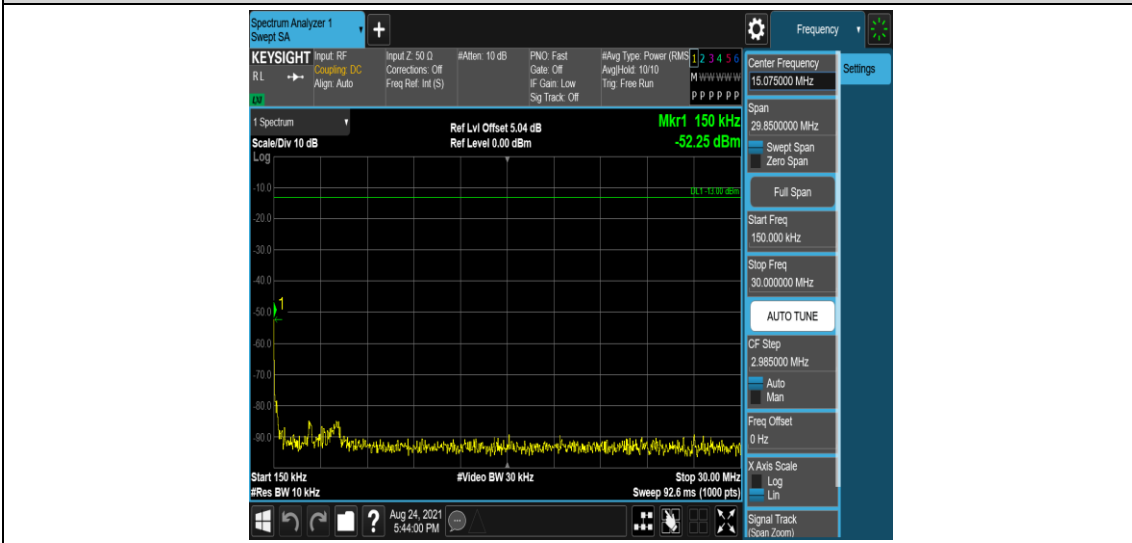 Spectrum Analyzer 1
Swept SA
+
Frequency
KEYSIGHT
RL
LXI
Input: RF
Coupling: DC
Align: Auto
Input Z: 50 Ω
Corrections: Off
Freq Ref: Int (S)
#Atten: 10 dB
PNO: Fast
Gate: Off
IF Gain: Low
Sig Track: Off
#Avg Type: Power (RMS
Avg|Hold: 10/10
Trig: Free Run
1 2 3 4 5 6
M W W W W W
P P P P P P
1 Spectrum
Scale/Div 10 dB
Log
Ref Lvl Offset 5.04 dB
Ref Level 0.00 dBm
Mkr1 150 kHz
-52.25 dBm
DL1 -13.00 dBm
-10.0
-20.0
-30.0
-40.0
-50.0
1
-60.0
-70.0
-80.0
-90.0
Start 150 kHz
#Video BW 30 kHz
Stop 30.00 MHz
#Res BW 10 kHz
Sweep 92.6 ms (1000 pts)
Center Frequency
15.075000 MHz
Settings
Span
29.8500000 MHz
Swept Span
Zero Span
Full Span
Start Freq
150.000 kHz
Stop Freq
30.000000 MHz
AUTO TUNE
CF Step
2.985000 MHz
Auto
Man
Freq Offset
0 Hz
X Axis Scale
Log
Lin
Signal Track
(Span Zoom)
?
Aug 24, 2021
5:44:00 PM